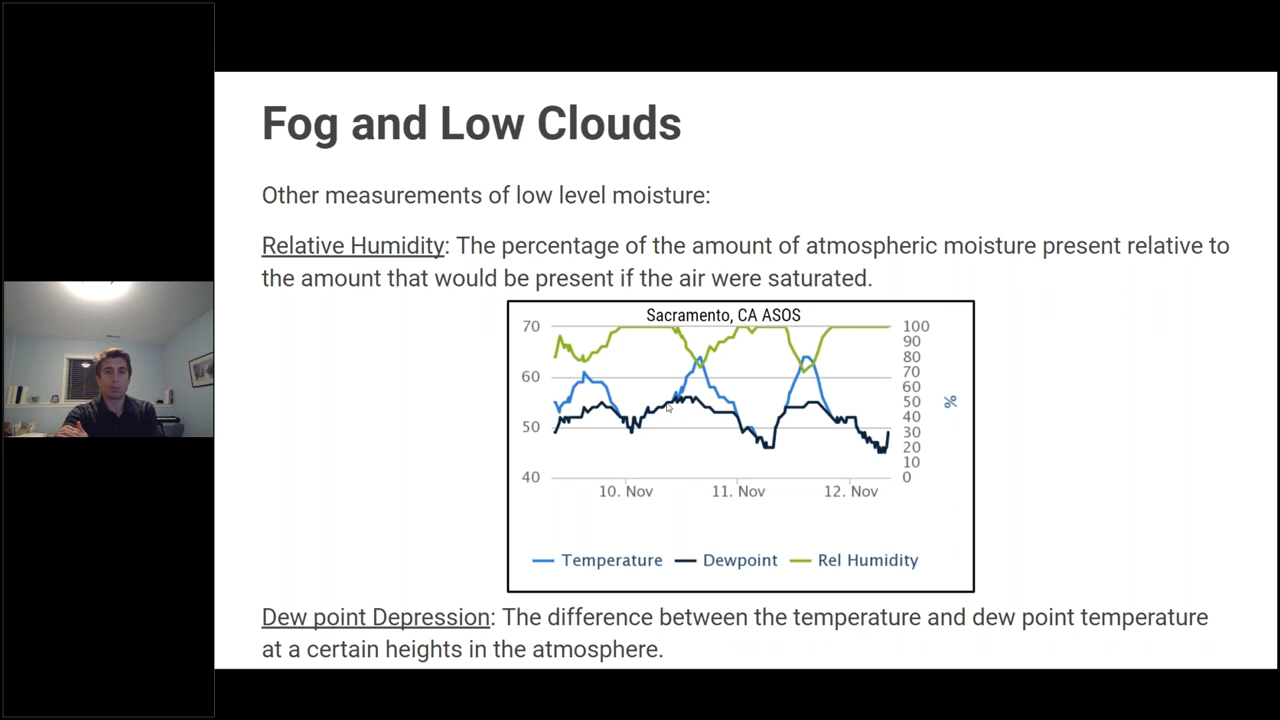 Fog and Low Clouds
Other measurements of low level moisture:
Relative Humidity: The percentage of the amount of atmospheric moisture present relative to
the amount that would be present if the air were saturated.
Sacramento, CA ASOS
70
60
50
40
100
90
80
70
60
50
40
30
20
10
0
%
10. Nov
11. Nov
12. Nov
Temperature
Dewpoint
Rel Humidity
Dew point Depression: The difference between the temperature and dew point temperature
at a certain heights in the atmosphere.